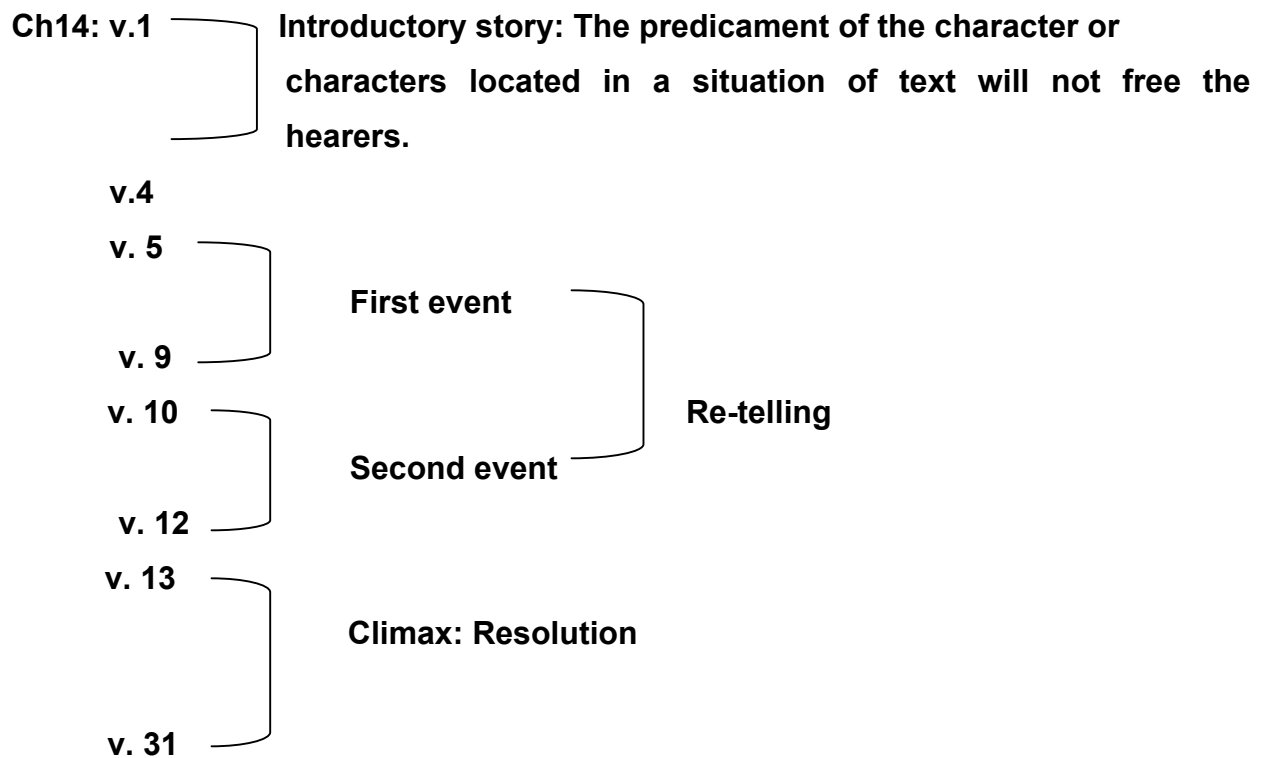 Ch14: v.1 Introductory story: The predicament of the character or
characters located in a situation of text will not free the
hearers.
v.4
v. 5
First event
v. 9
v. 10 Re-telling
Second event
v. 12
v. 13
Climax: Resolution
v. 31